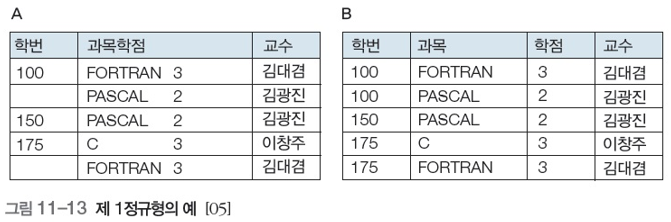 A
학번 과목학점 교수
100 FORTRAN 3 김대겸
PASCAL 2 김광진
150 PASCAL 2 김광진
175 C 3 이창주
FORTRAN 3 김대겸
B
학번 과목 학점 교수
100 FORTRAN 3 김대겸
100 PASCAL 2 김광진
150 PASCAL 2 김광진
175 C 3 이창주
175 FORTRAN 3 김대겸
그림 11-13 제 1정규형의 예 [05]